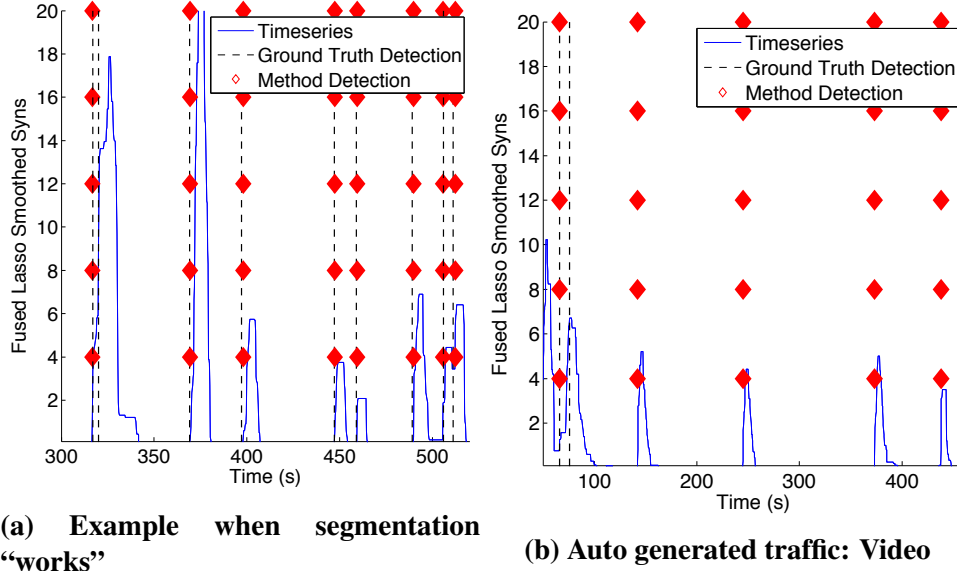 20
18
16
14
12
10
8
6
4
2
Fused Lasso Smoothed Syns
300
350
400
450
500
Time (s)
Timeseries
Ground Truth Detection
Method Detection
(a) Example when segmentation
“works”
20
18
16
14
12
10
8
6
4
2
Fused Lasso Smoothed Syns
100
200
300
400
Time (s)
Timeseries
Ground Truth Detection
Method Detection
(b) Auto generated traffic: Video